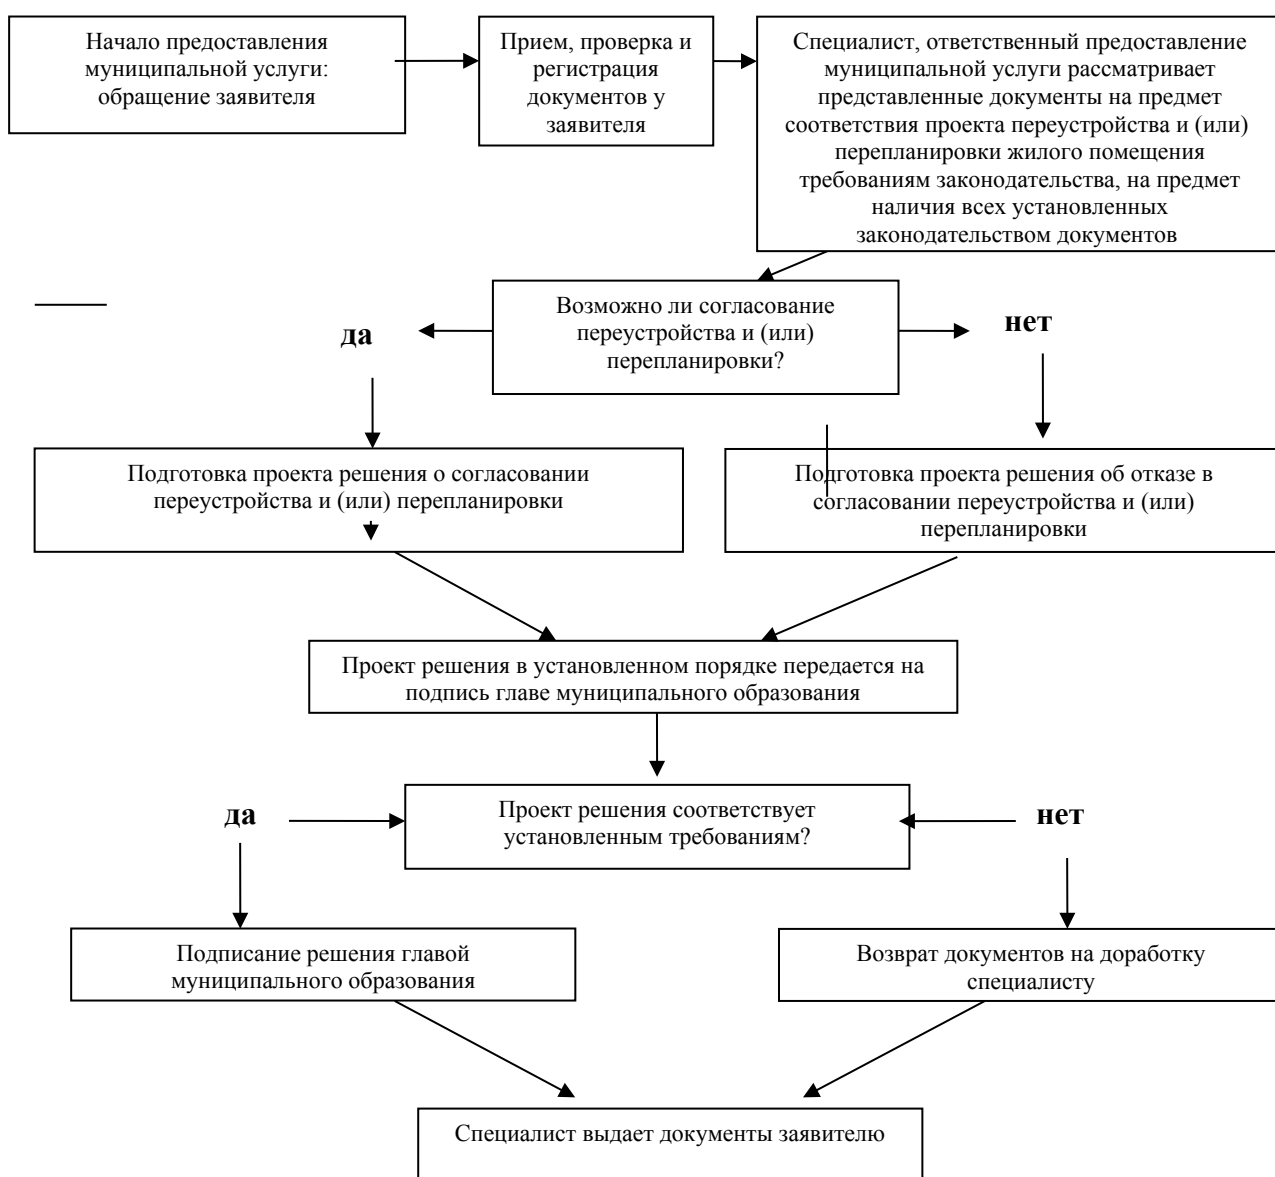 Начало предоставления
муниципальной услуги:
обращение заявителя
Прием, проверка и
регистрация
документов у
заявителя
Специалист, ответственный предоставление
муниципальной услуги рассматривает
представленные документы на предмет
соответствия проекта переустройства и (или)
перепланировки жилого помещения
требованиям законодательства, на предмет
наличия всех установленных
законодательством документов
Возможно ли согласование
переустройства и (или)
перепланировки?
да
нет
Подготовка проекта решения о согласовании
переустройства и (или) перепланировки
Подготовка проекта решения об отказе в
согласовании переустройства и (или)
перепланировки
Проект решения в установленном порядке передается на
подпись главе муниципального образования
Проект решения соответствует
установленным требованиям?
да
нет
Подписание решения главой
муниципального образования
Возврат документов на доработку
специалисту
Специалист выдает документы заявителю